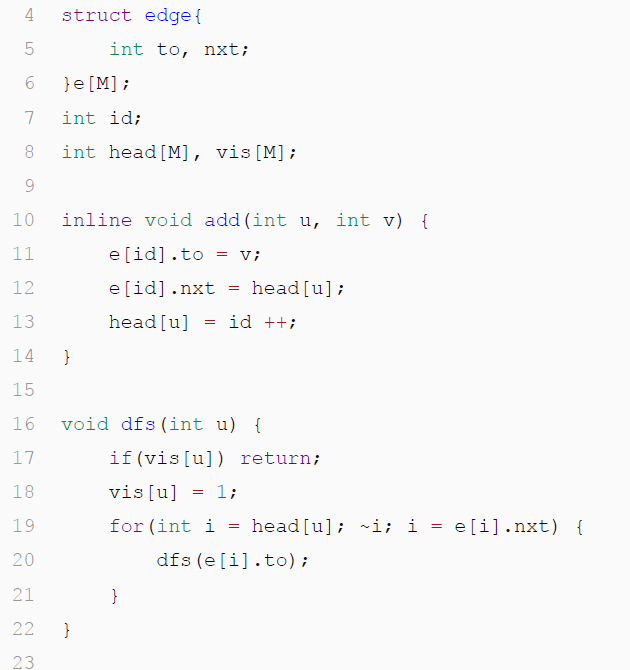 4 struct edge{
5     int to, nxt;
6 }e[M];
7 int id;
8 int head[M], vis[M];
9
10 inline void add(int u, int v) {
11     e[id].to = v;
12     e[id].nxt = head[u];
13     head[u] = id ++;
14 }
15
16 void dfs(int u) {
17     if(vis[u]) return;
18     vis[u] = 1;
19     for(int i = head[u]; ~i; i = e[i].nxt) {
20         dfs(e[i].to);
21     }
22 }
23